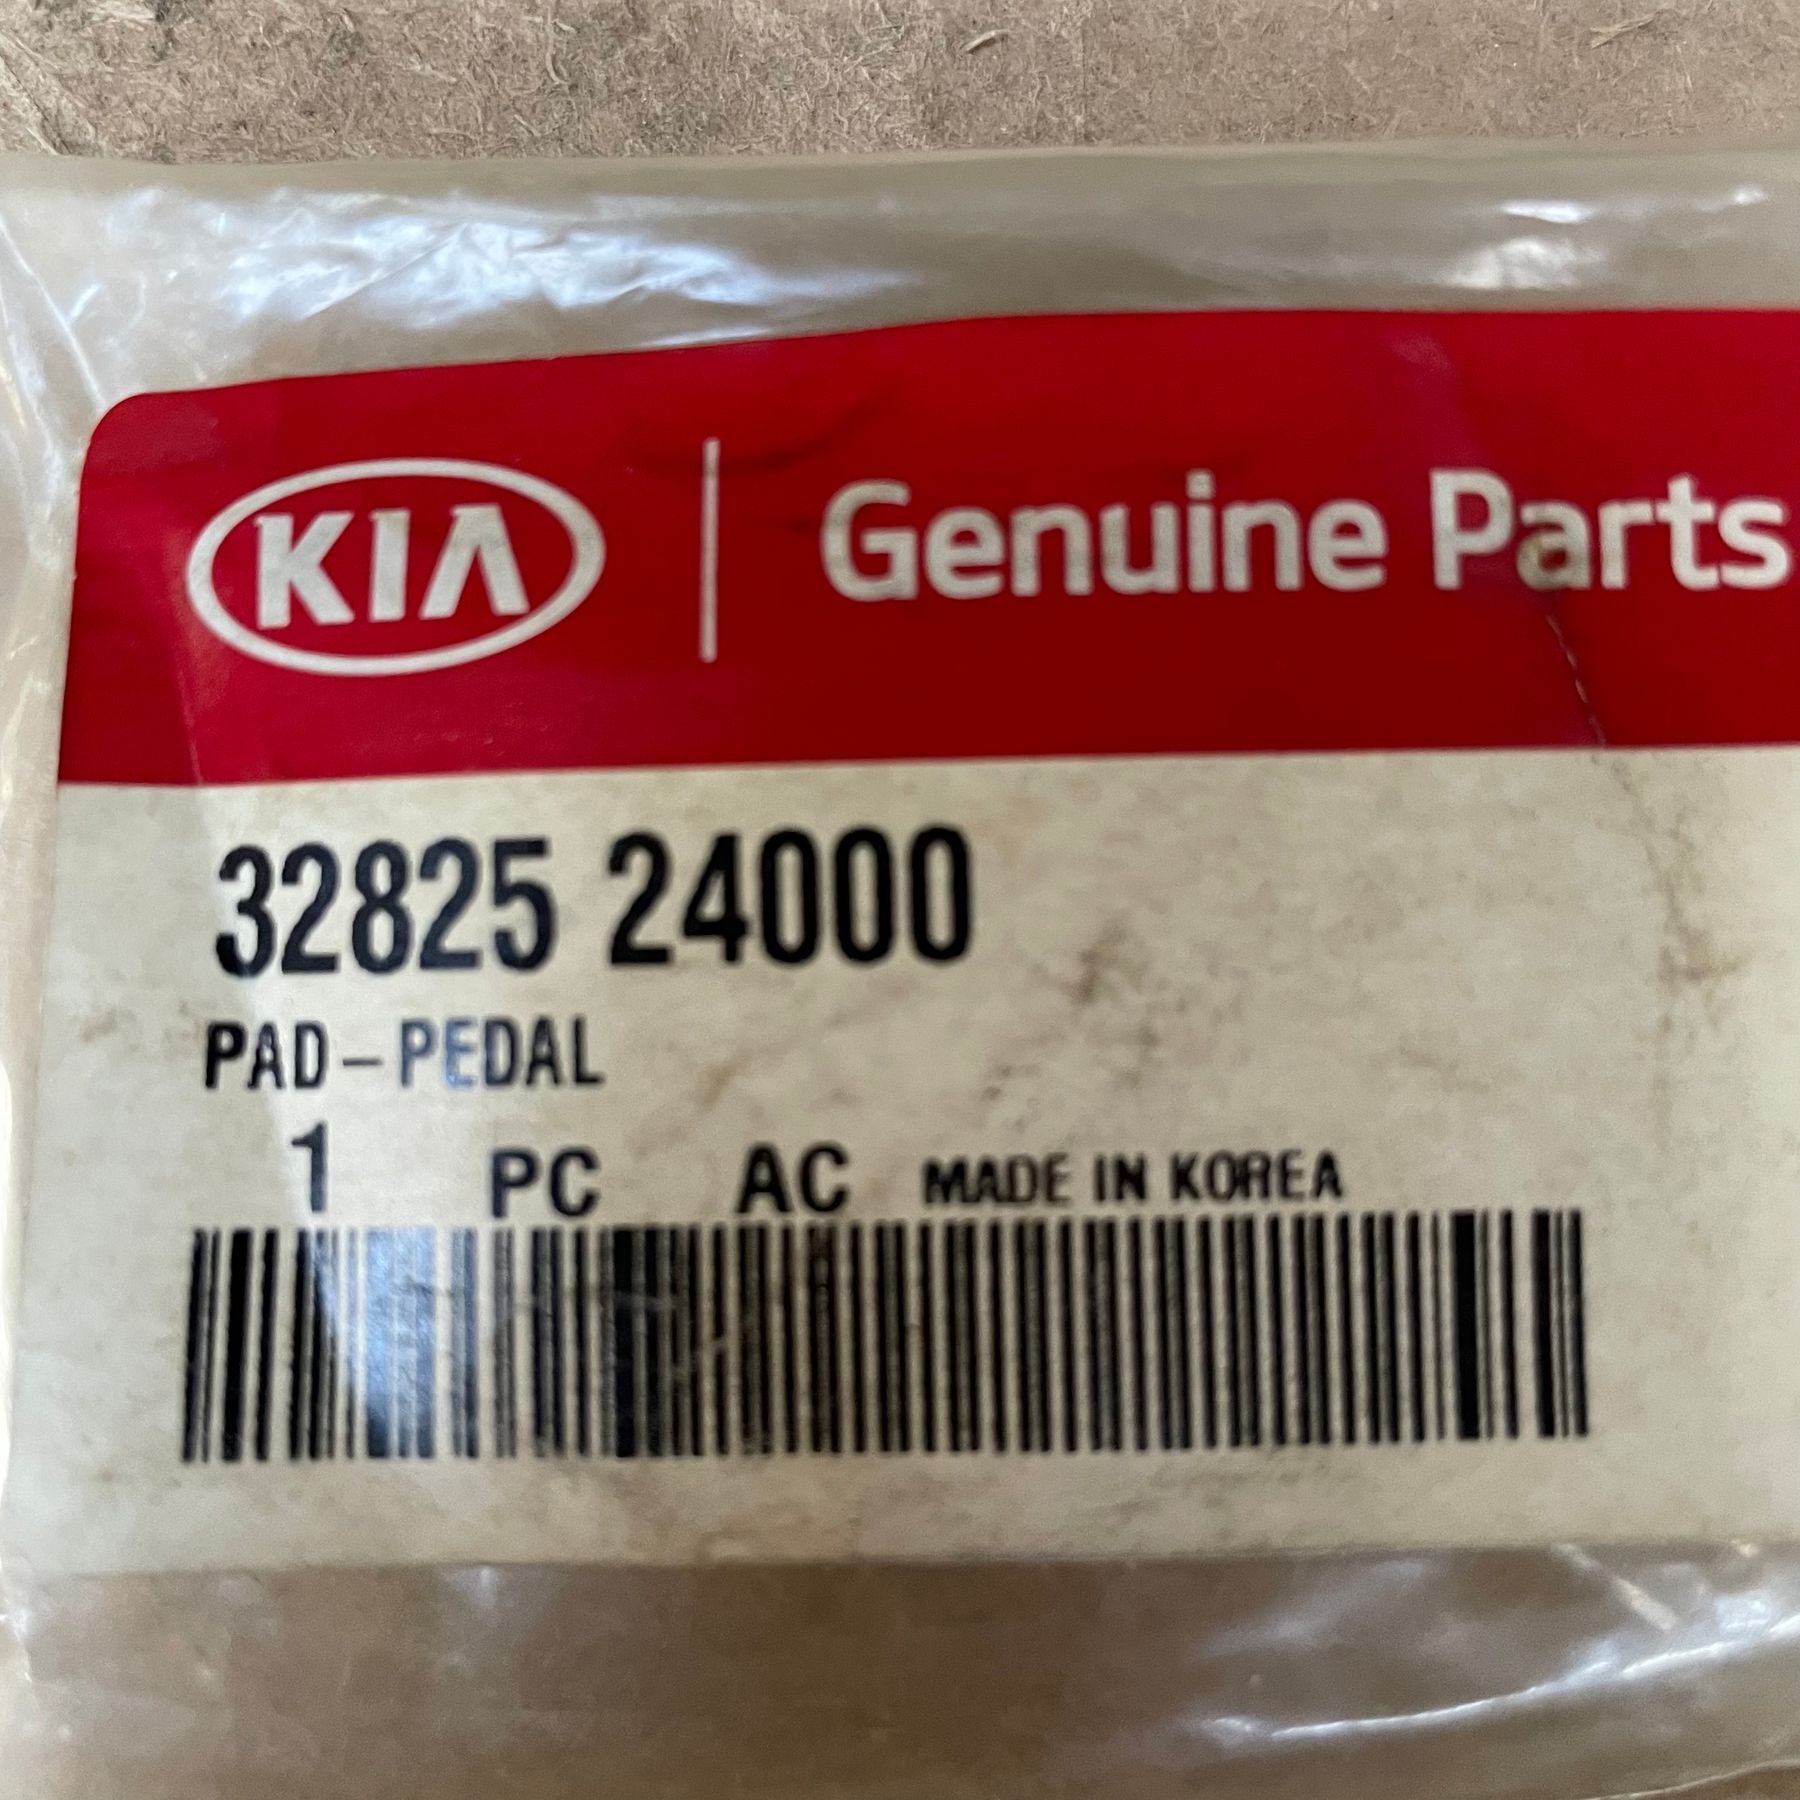 KIA Genuine Parts
32825 24000
PAD-PEDAL
1 PC AC MADE IN KOREA